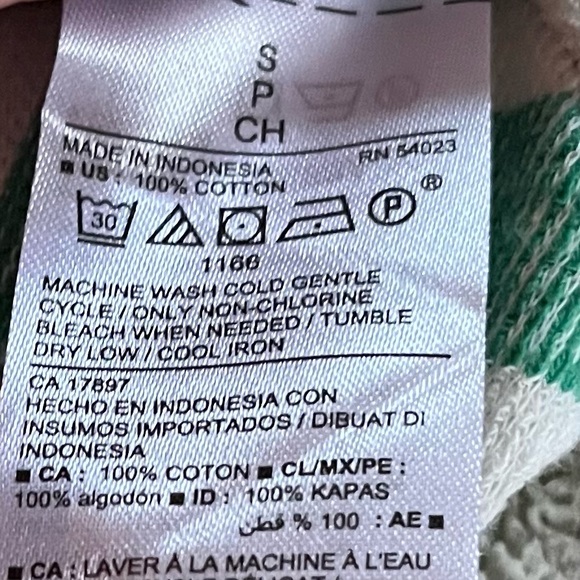 S
P
CH
MADE IN INDONESIA
RN 54023
■ US : 100% COTTON
30
P ®
1166
MACHINE WASH COLD GENTLE
CYCLE / ONLY NON-CHLORINE
BLEACH WHEN NEEDED / TUMBLE
DRY LOW / COOL IRON
CA 17897
HECHO EN INDONESIA CON
INSUMOS IMPORTADOS / DIBUAT DI
INDONESIA
■ CA : 100% COTON ■ CL/MX/PE :
100% algodón ■ ID : 100% KAPAS
■ AE : 100 % قطن
■ CA : LAVER À LA MACHINE À L'EAU